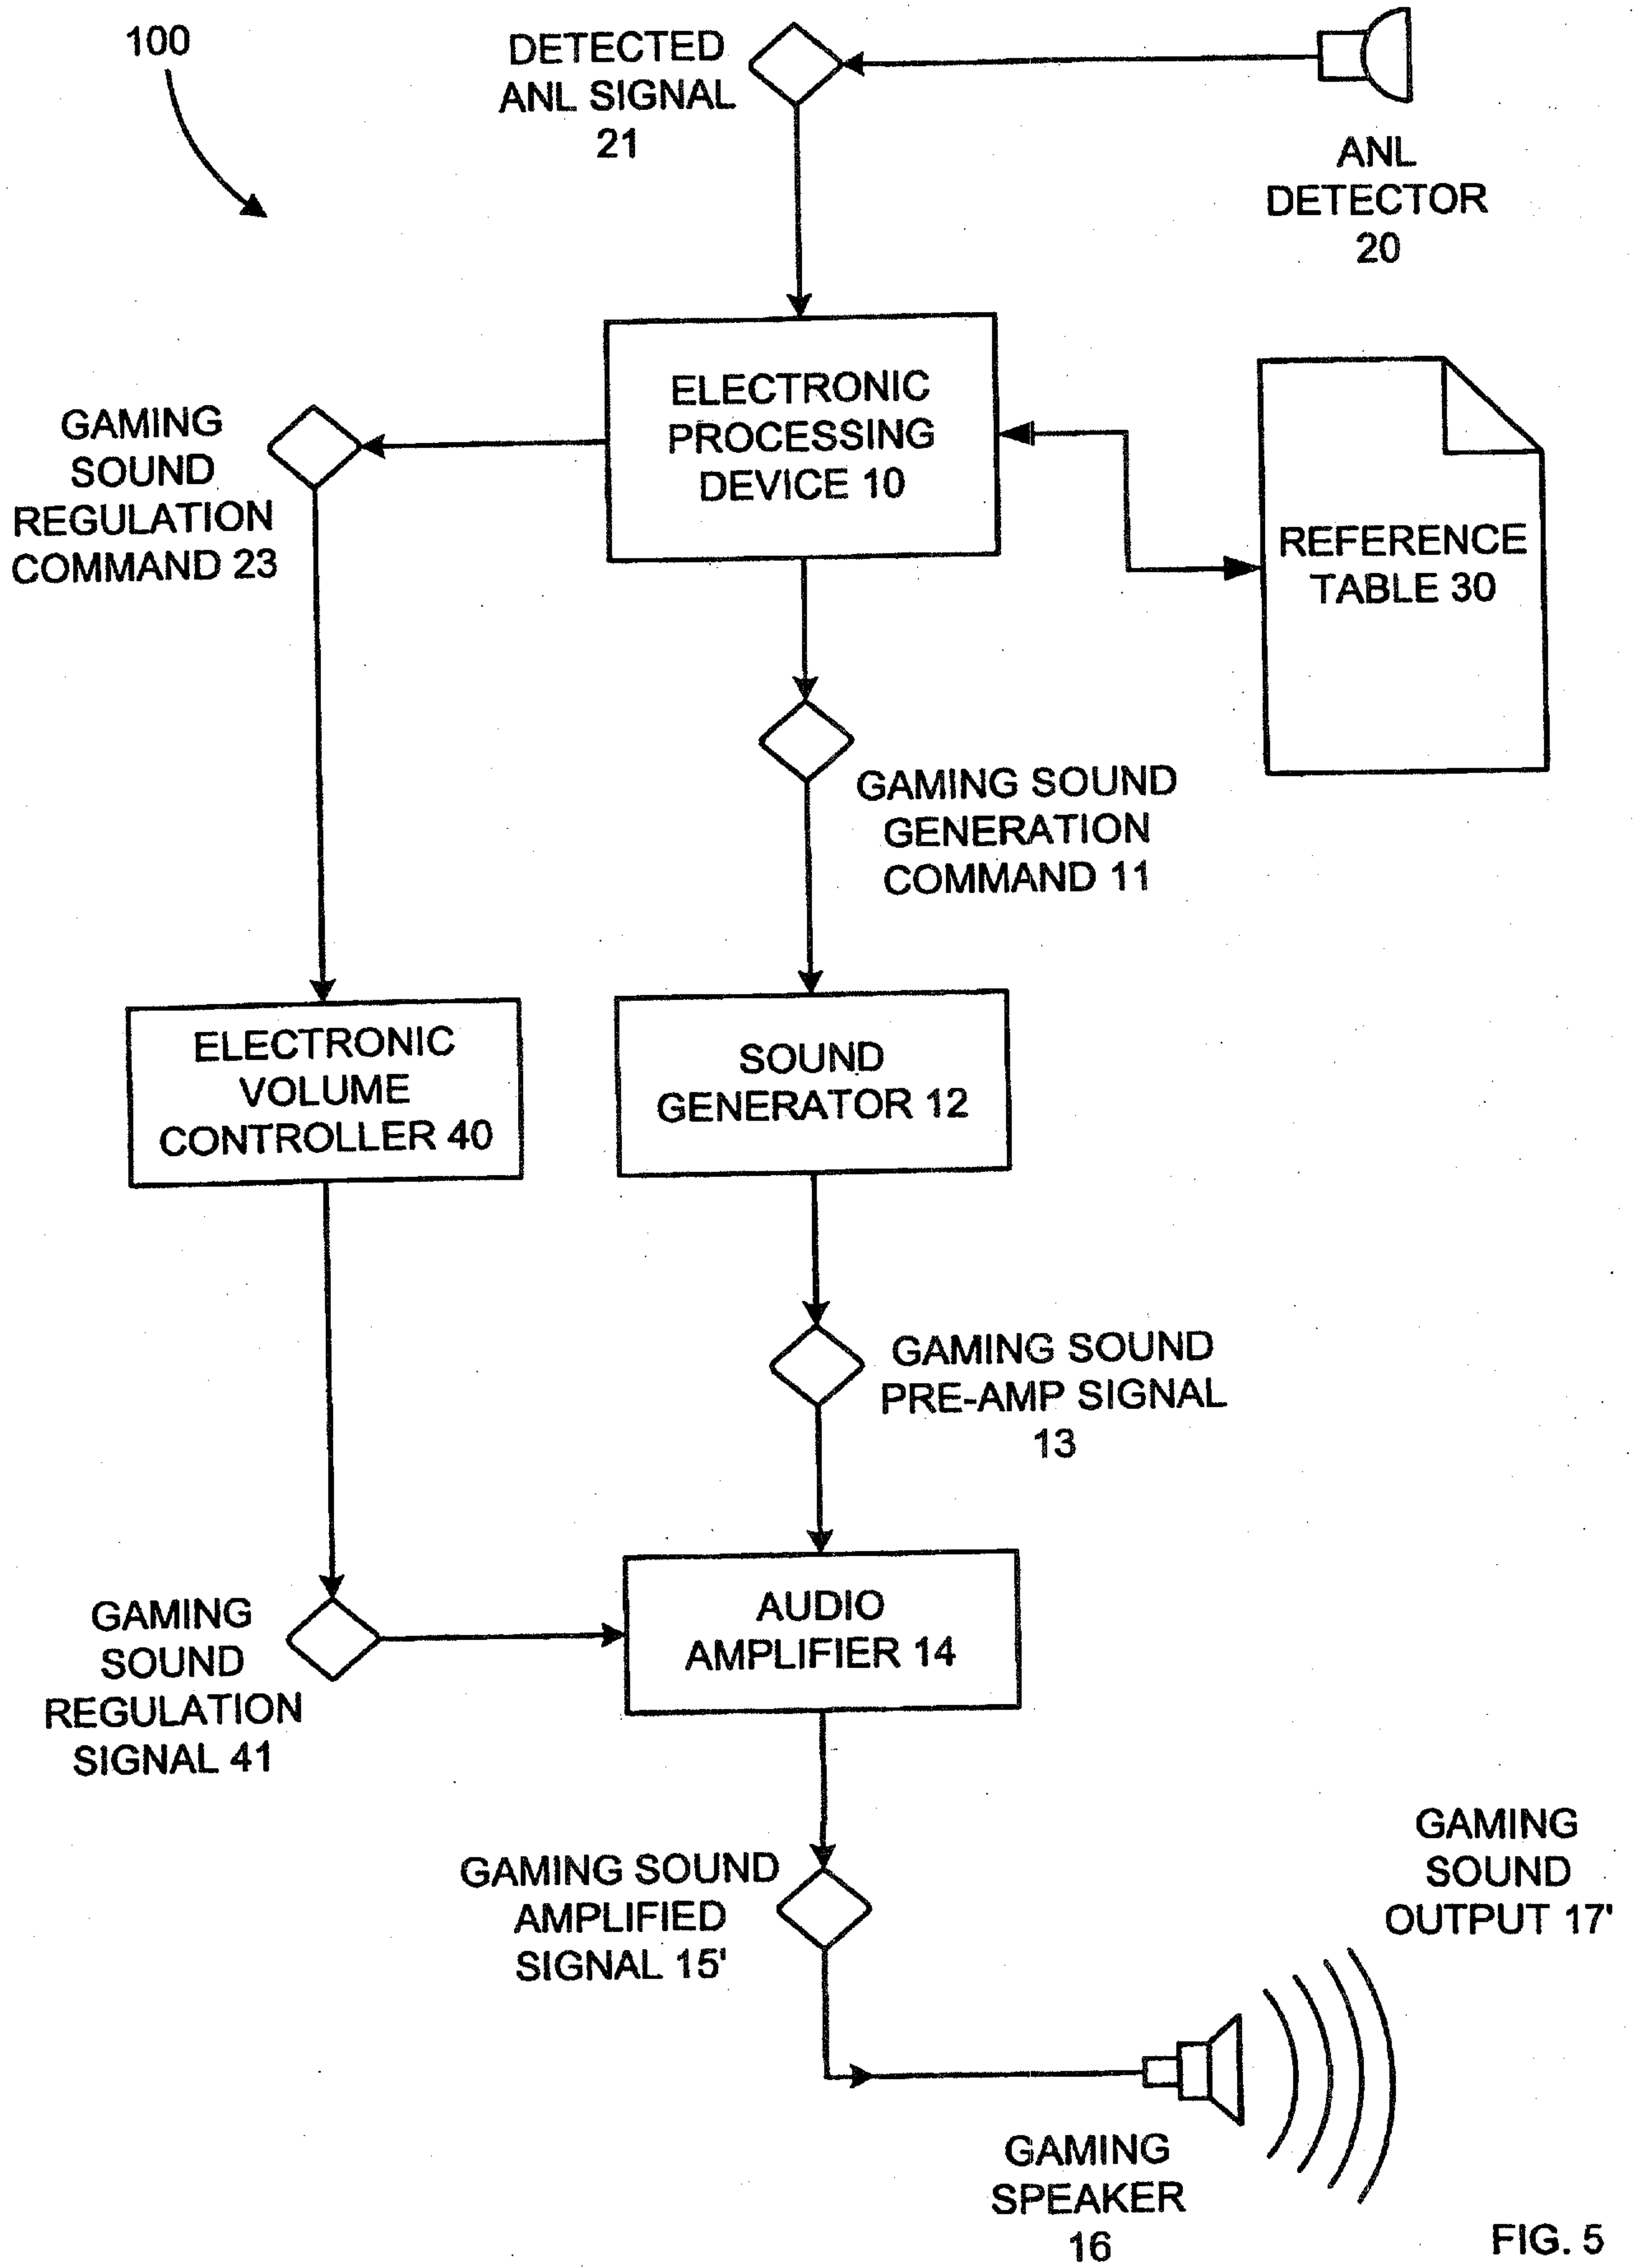 100
DETECTED
ANL SIGNAL
21
ANL
DETECTOR
20
ELECTRONIC
PROCESSING
DEVICE 10
GAMING
SOUND
REGULATION
COMMAND 23
REFERENCE
TABLE 30
GAMING SOUND
GENERATION
COMMAND 11
ELECTRONIC
VOLUME
CONTROLLER 40
SOUND
GENERATOR 12
GAMING SOUND
PRE-AMP SIGNAL
13
GAMING
SOUND
REGULATION
SIGNAL 41
AUDIO
AMPLIFIER 14
GAMING SOUND
AMPLIFIED
SIGNAL 15'
GAMING
SOUND
OUTPUT 17'
GAMING
SPEAKER
16
FIG. 5